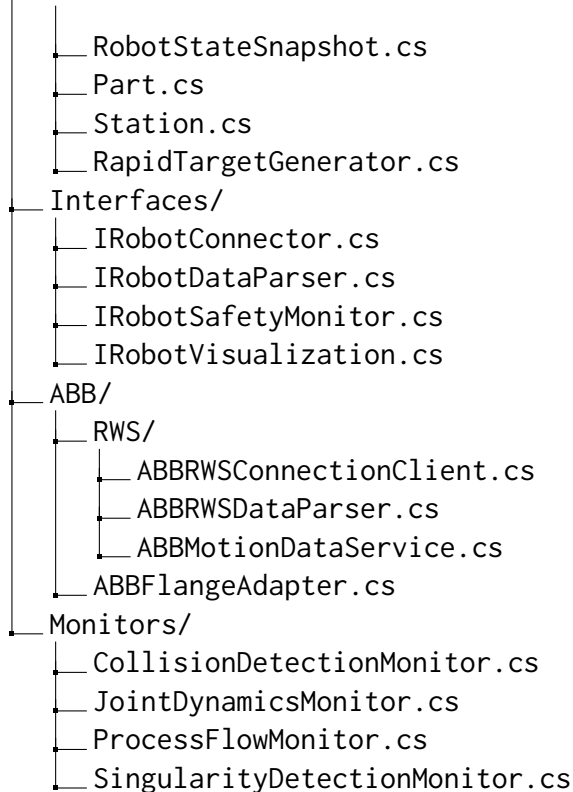 RobotStateSnapshot.cs
Part.cs
Station.cs
RapidTargetGenerator.cs
Interfaces/
IRobotConnector.cs
IRobotDataParser.cs
IRobotSafetyMonitor.cs
IRobotVisualization.cs
ABB/
RWS/
ABBRWSConnectionClient.cs
ABBRWSDataParser.cs
ABBMotionDataService.cs
ABBFlangeAdapter.cs
Monitors/
CollisionDetectionMonitor.cs
JointDynamicsMonitor.cs
ProcessFlowMonitor.cs
SingularityDetectionMonitor.cs